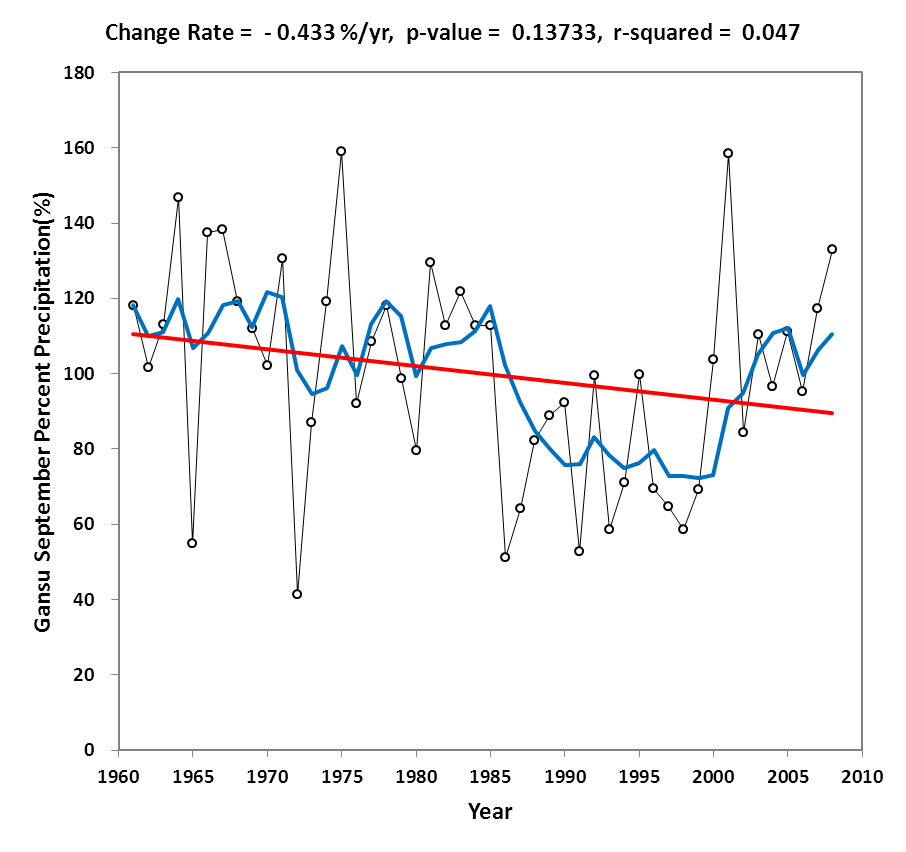 Change Rate = - 0.433 %/yr, p-value = 0.13733, r-squared = 0.047
Gansu September Percent Precipitation(%)
180
160
140
120
100
80
60
40
20
0
1960 1965 1970 1975 1980 1985 1990 1995 2000 2005 2010
Year